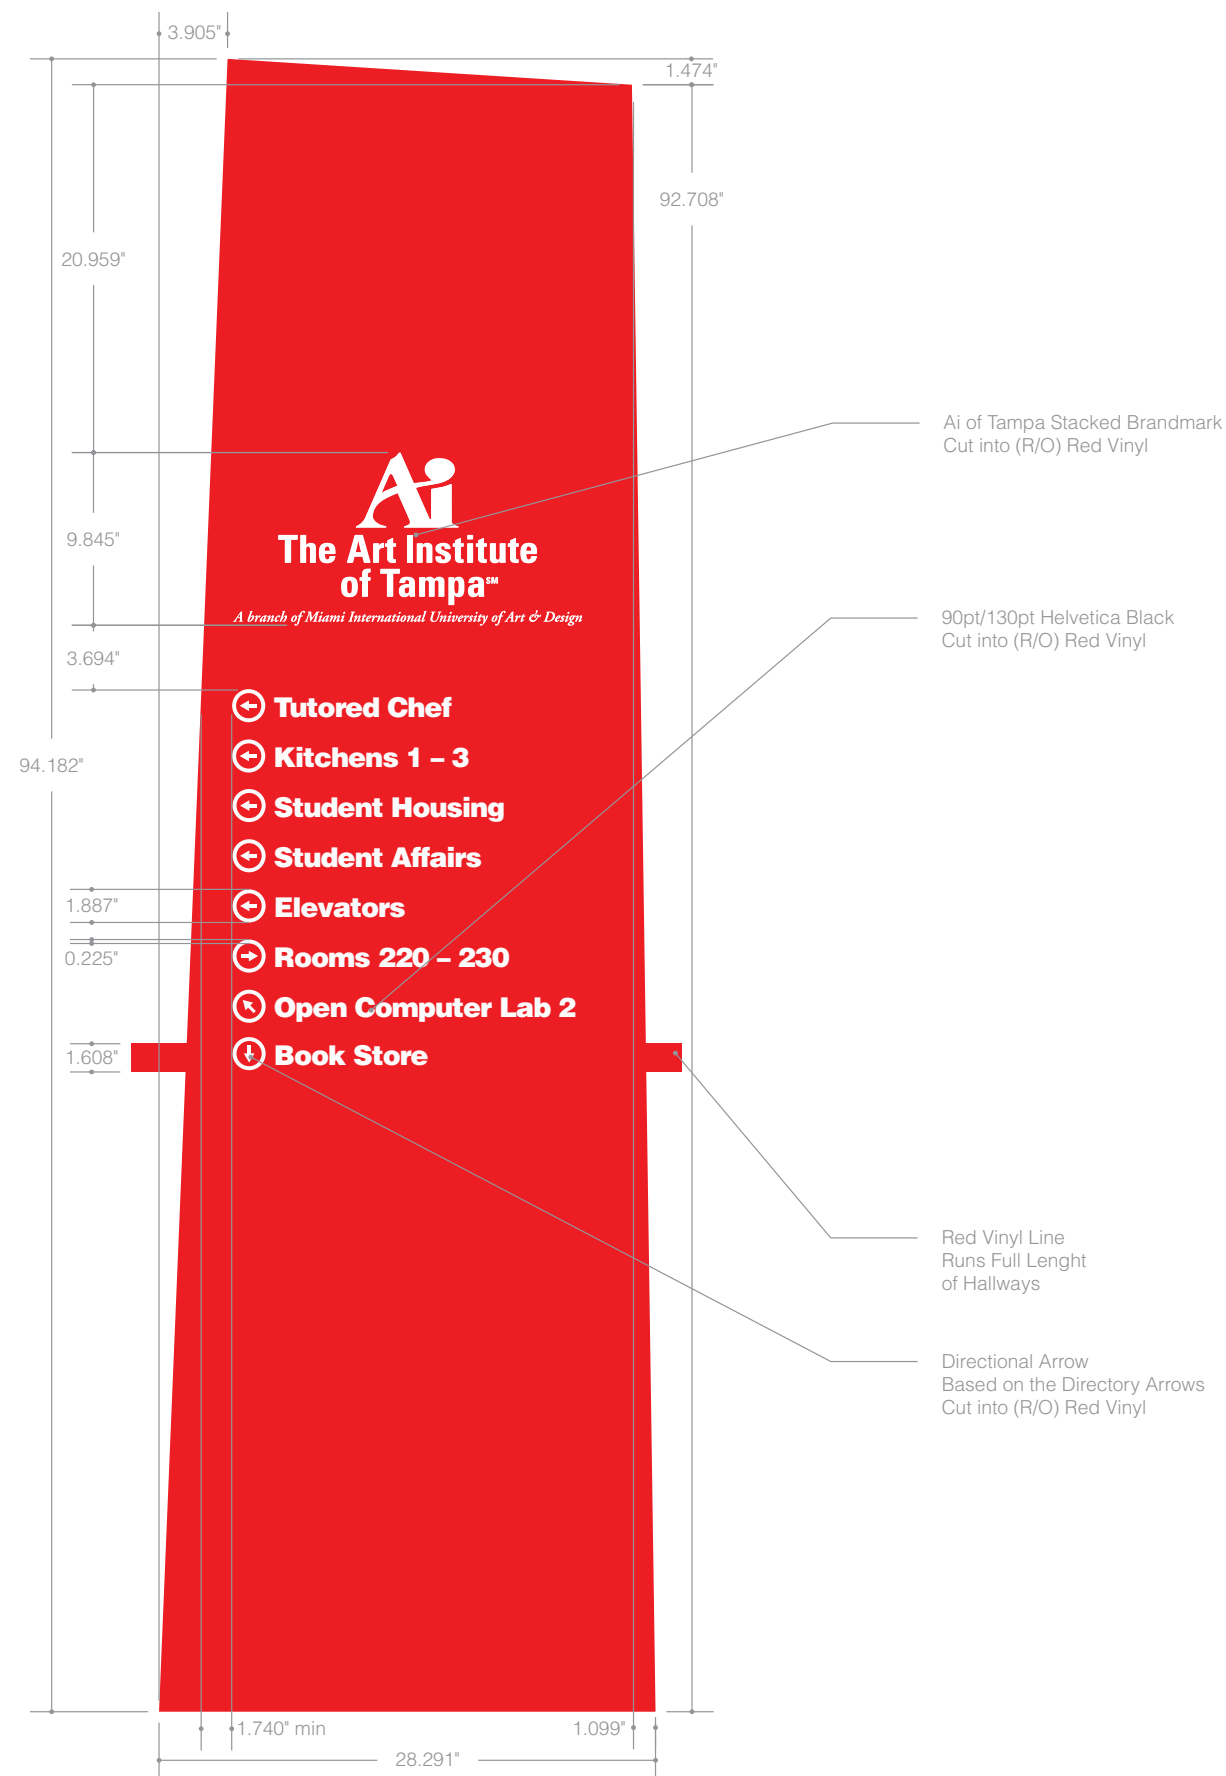 3.905"
1.474"
92.708"
20.959"
Ai of Tampa Stacked Brandmark
Cut into (R/O) Red Vinyl
Ai
The Art Institute
of Tampa℠
A branch of Miami International University of Art & Design
9.845"
90pt/130pt Helvetica Black
Cut into (R/O) Red Vinyl
3.694"
Tutored Chef
Kitchens 1 – 3
94.182"
Student Housing
Student Affairs
1.887"
Elevators
0.225"
Rooms 220 – 230
Open Computer Lab 2
1.608"
Book Store
Red Vinyl Line
Runs Full Lenght
of Hallways
Directional Arrow
Based on the Directory Arrows
Cut into (R/O) Red Vinyl
1.740" min
1.099"
28.291"